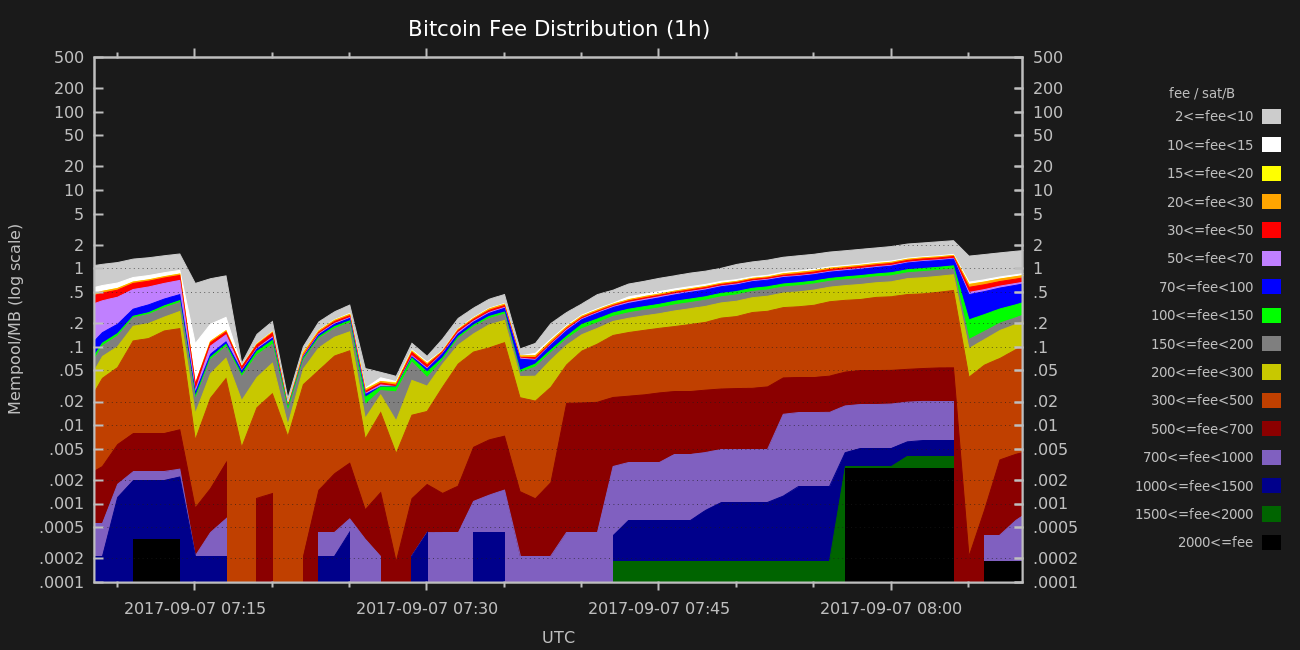 Bitcoin Fee Distribution (1h)
Mempool/MB (log scale)
500
200
100
50
20
10
5
2
1
.5
.2
.1
.05
.02
.01
.005
.002
.001
.0005
.0002
.0001
500
200
100
50
20
10
5
2
1
.5
.2
.1
.05
.02
.01
.005
.002
.001
.0005
.0002
.0001
2017-09-07 07:15
2017-09-07 07:30
2017-09-07 07:45
2017-09-07 08:00
UTC
fee / sat/B
2<=fee<10
10<=fee<15
15<=fee<20
20<=fee<30
30<=fee<50
50<=fee<70
70<=fee<100
100<=fee<150
150<=fee<200
200<=fee<300
300<=fee<500
500<=fee<700
700<=fee<1000
1000<=fee<1500
1500<=fee<2000
2000<=fee